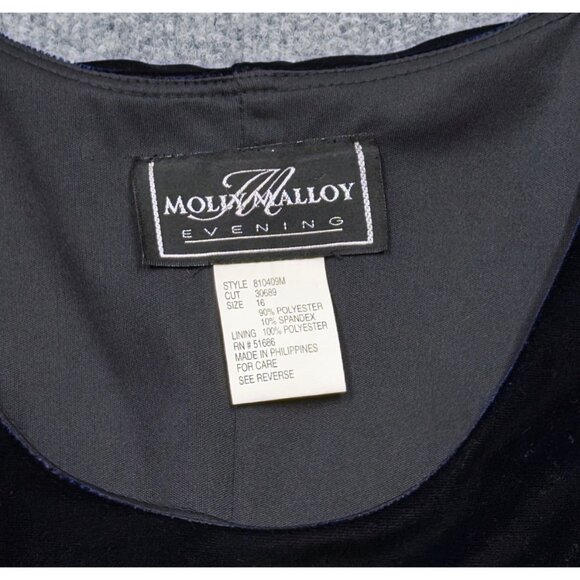 M
MOLLY MALLOY
EVENING
STYLE 810409M
CUT 30689
SIZE 16
90% POLYESTER
10% SPANDEX
LINING 100% POLYESTER
RN # 51686
MADE IN PHILIPPINES
FOR CARE
SEE REVERSE